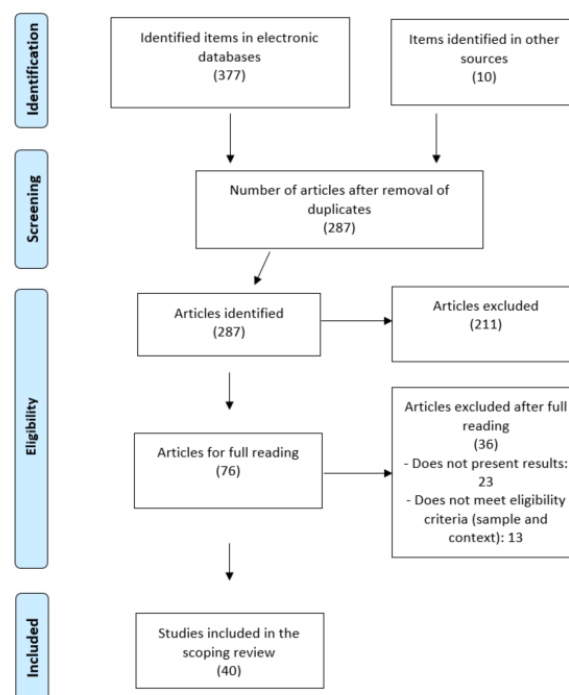 Identification
Identified items in electronic
databases
(377)
Items identified in other
sources
(10)
Screening
Number of articles after removal of
duplicates
(287)
Eligibility
Articles identified
(287)
Articles excluded
(211)
Articles for full reading
(76)
Articles excluded after full
reading
(36)
- Does not present results:
23
- Does not meet eligibility
criteria (sample and
context): 13
Included
Studies included in the
scoping review
(40)